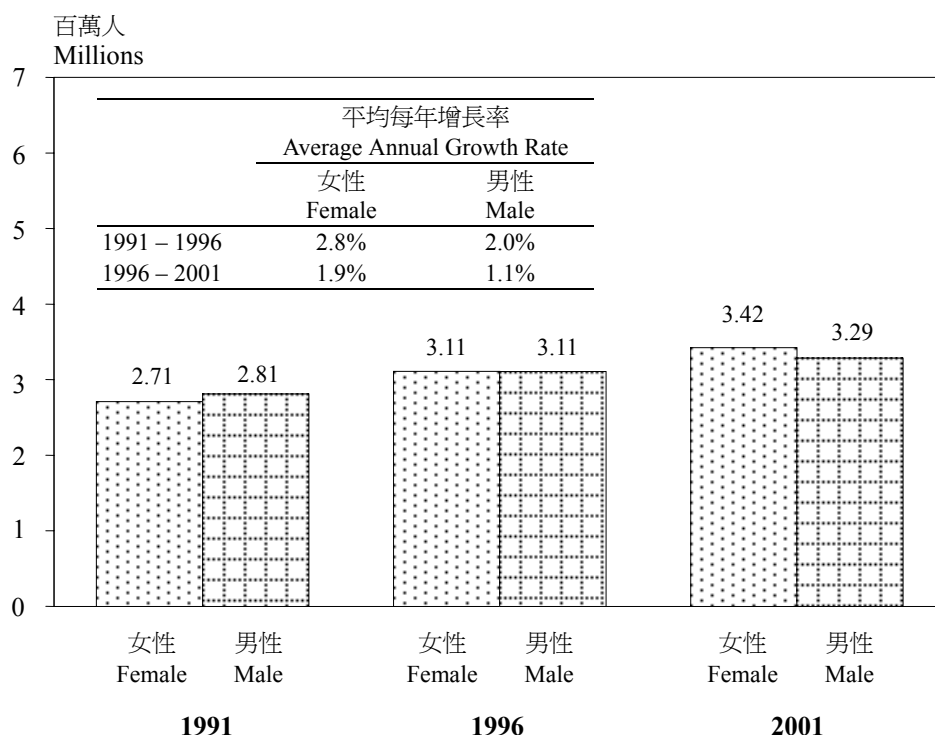 百萬人
Millions
7
平均每年增長率
Average Annual Growth Rate
6
女性 男性
Female Male
5
1991 – 1996 2.8% 2.0%
1996 – 2001 1.9% 1.1%
4
3.42 3.29
3.11 3.11
2.71 2.81
3
2
1
0
女性 男性 女性 男性 女性 男性
Female Male Female Male Female Male
1991 1996 2001